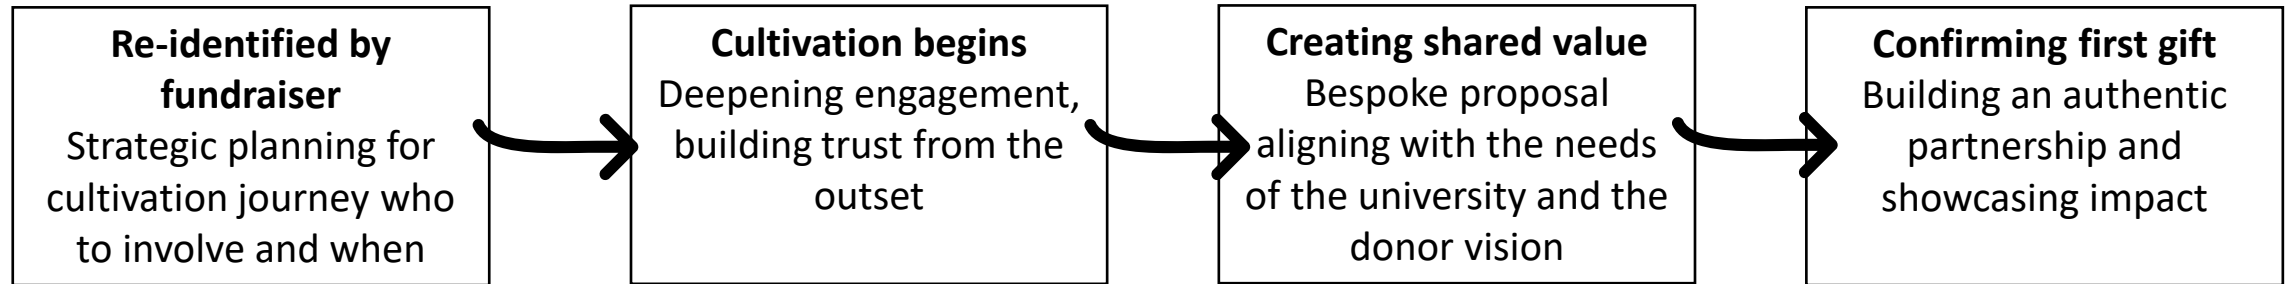 Re-identified by
fundraiser
Strategic planning for
cultivation journey who
to involve and when
Cultivation begins
Deepening engagement,
building trust from the
outset
Creating shared value
Bespoke proposal
aligning with the needs
of the university and the
donor vision
Confirming first gift
Building an authentic
partnership and
showcasing impact